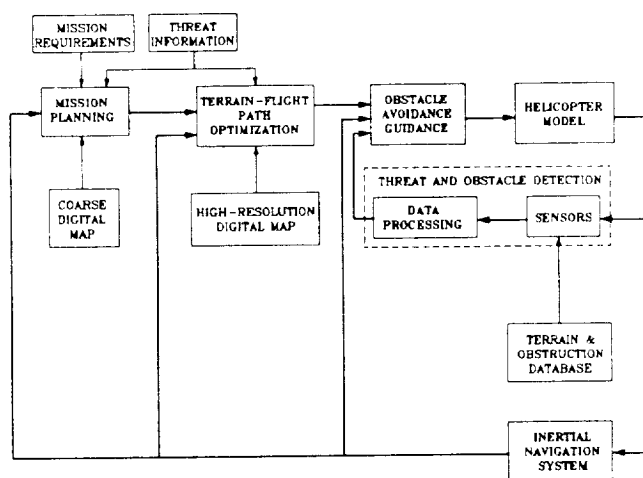 MISSION
REQUIREMENTS
THREAT
INFORMATION
MISSION
PLANNING
TERRAIN-FLIGHT
PATH
OPTIMIZATION
OBSTACLE
AVOIDANCE
GUIDANCE
HELICOPTER
MODEL
THREAT AND OBSTACLE DETECTION
COARSE
DIGITAL
MAP
HIGH-RESOLUTION
DIGITAL MAP
DATA
PROCESSING
SENSORS
TERRAIN &
OBSTRUCTION
DATABASE
INERTIAL
NAVIGATION
SYSTEM